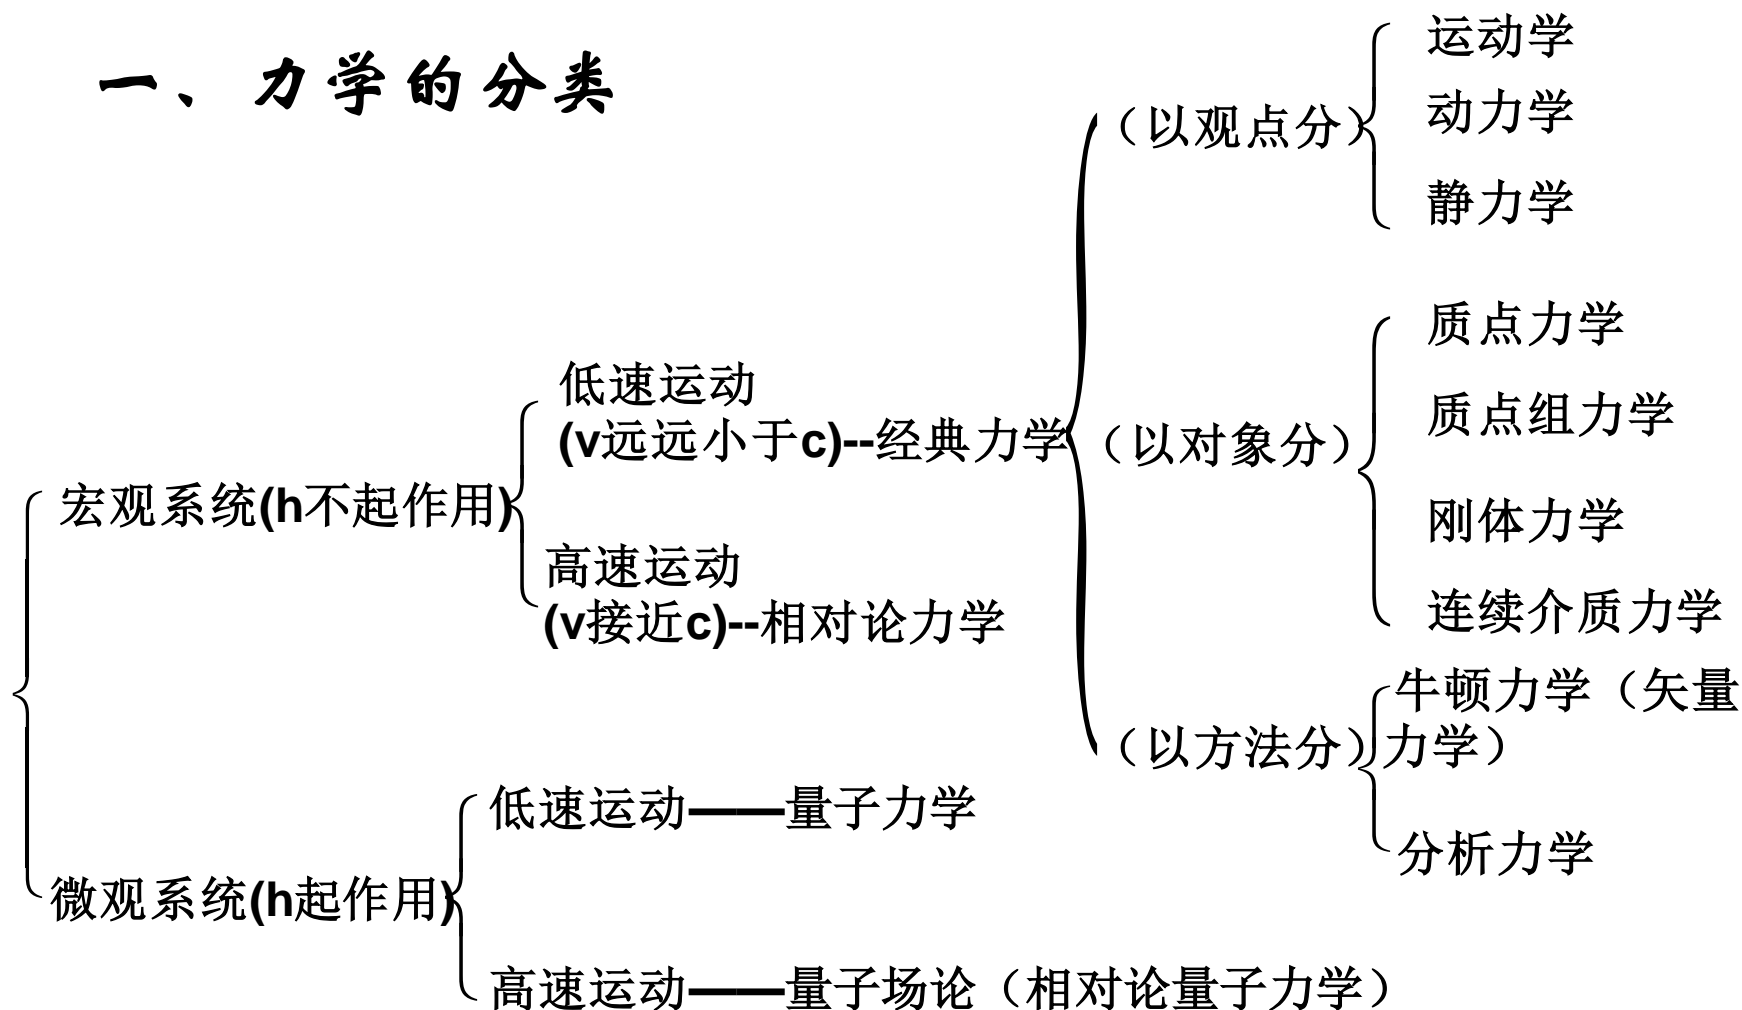 一、力学的分类
宏观系统(h不起作用)
低速运动
(v远远小于c)--经典力学
(以观点分)
运动学
动力学
静力学
(以对象分)
质点力学
质点组力学
刚体力学
连续介质力学
(以方法分)
牛顿力学（矢量
力学）
分析力学
高速运动
(v接近c)--相对论力学
微观系统(h起作用)
低速运动——量子力学
高速运动——量子场论（相对论量子力学）